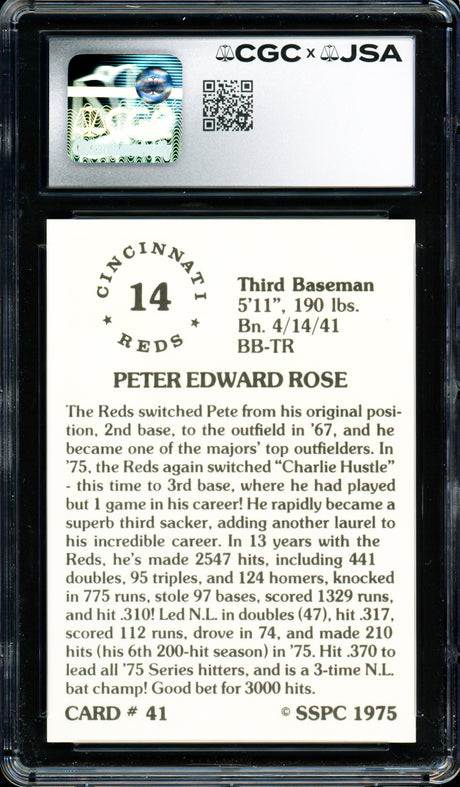 CGC x JSA
CINCINNATI
14
REDS
Third Baseman
5'11", 190 lbs.
Bn. 4/14/41
BB-TR
PETER EDWARD ROSE
The Reds switched Pete from his original posi-
tion, 2nd base, to the outfield in '67, and he
became one of the majors' top outfielders. In
'75, the Reds again switched "Charlie Hustle"
- this time to 3rd base, where he had played
but 1 game in his career! He rapidly became a
superb third sacker, adding another laurel to
his incredible career. In 13 years with the
Reds, he's made 2547 hits, including 441
doubles, 95 triples, and 124 homers, knocked
in 775 runs, stole 97 bases, scored 1329 runs,
and hit .310! Led N.L. in doubles (47), hit .317,
scored 112 runs, drove in 74, and made 210
hits (his 6th 200-hit season) in '75. Hit .370 to
lead all '75 Series hitters, and is a 3-time N.L.
bat champ! Good bet for 3000 hits.
CARD # 41
© SSPC 1975